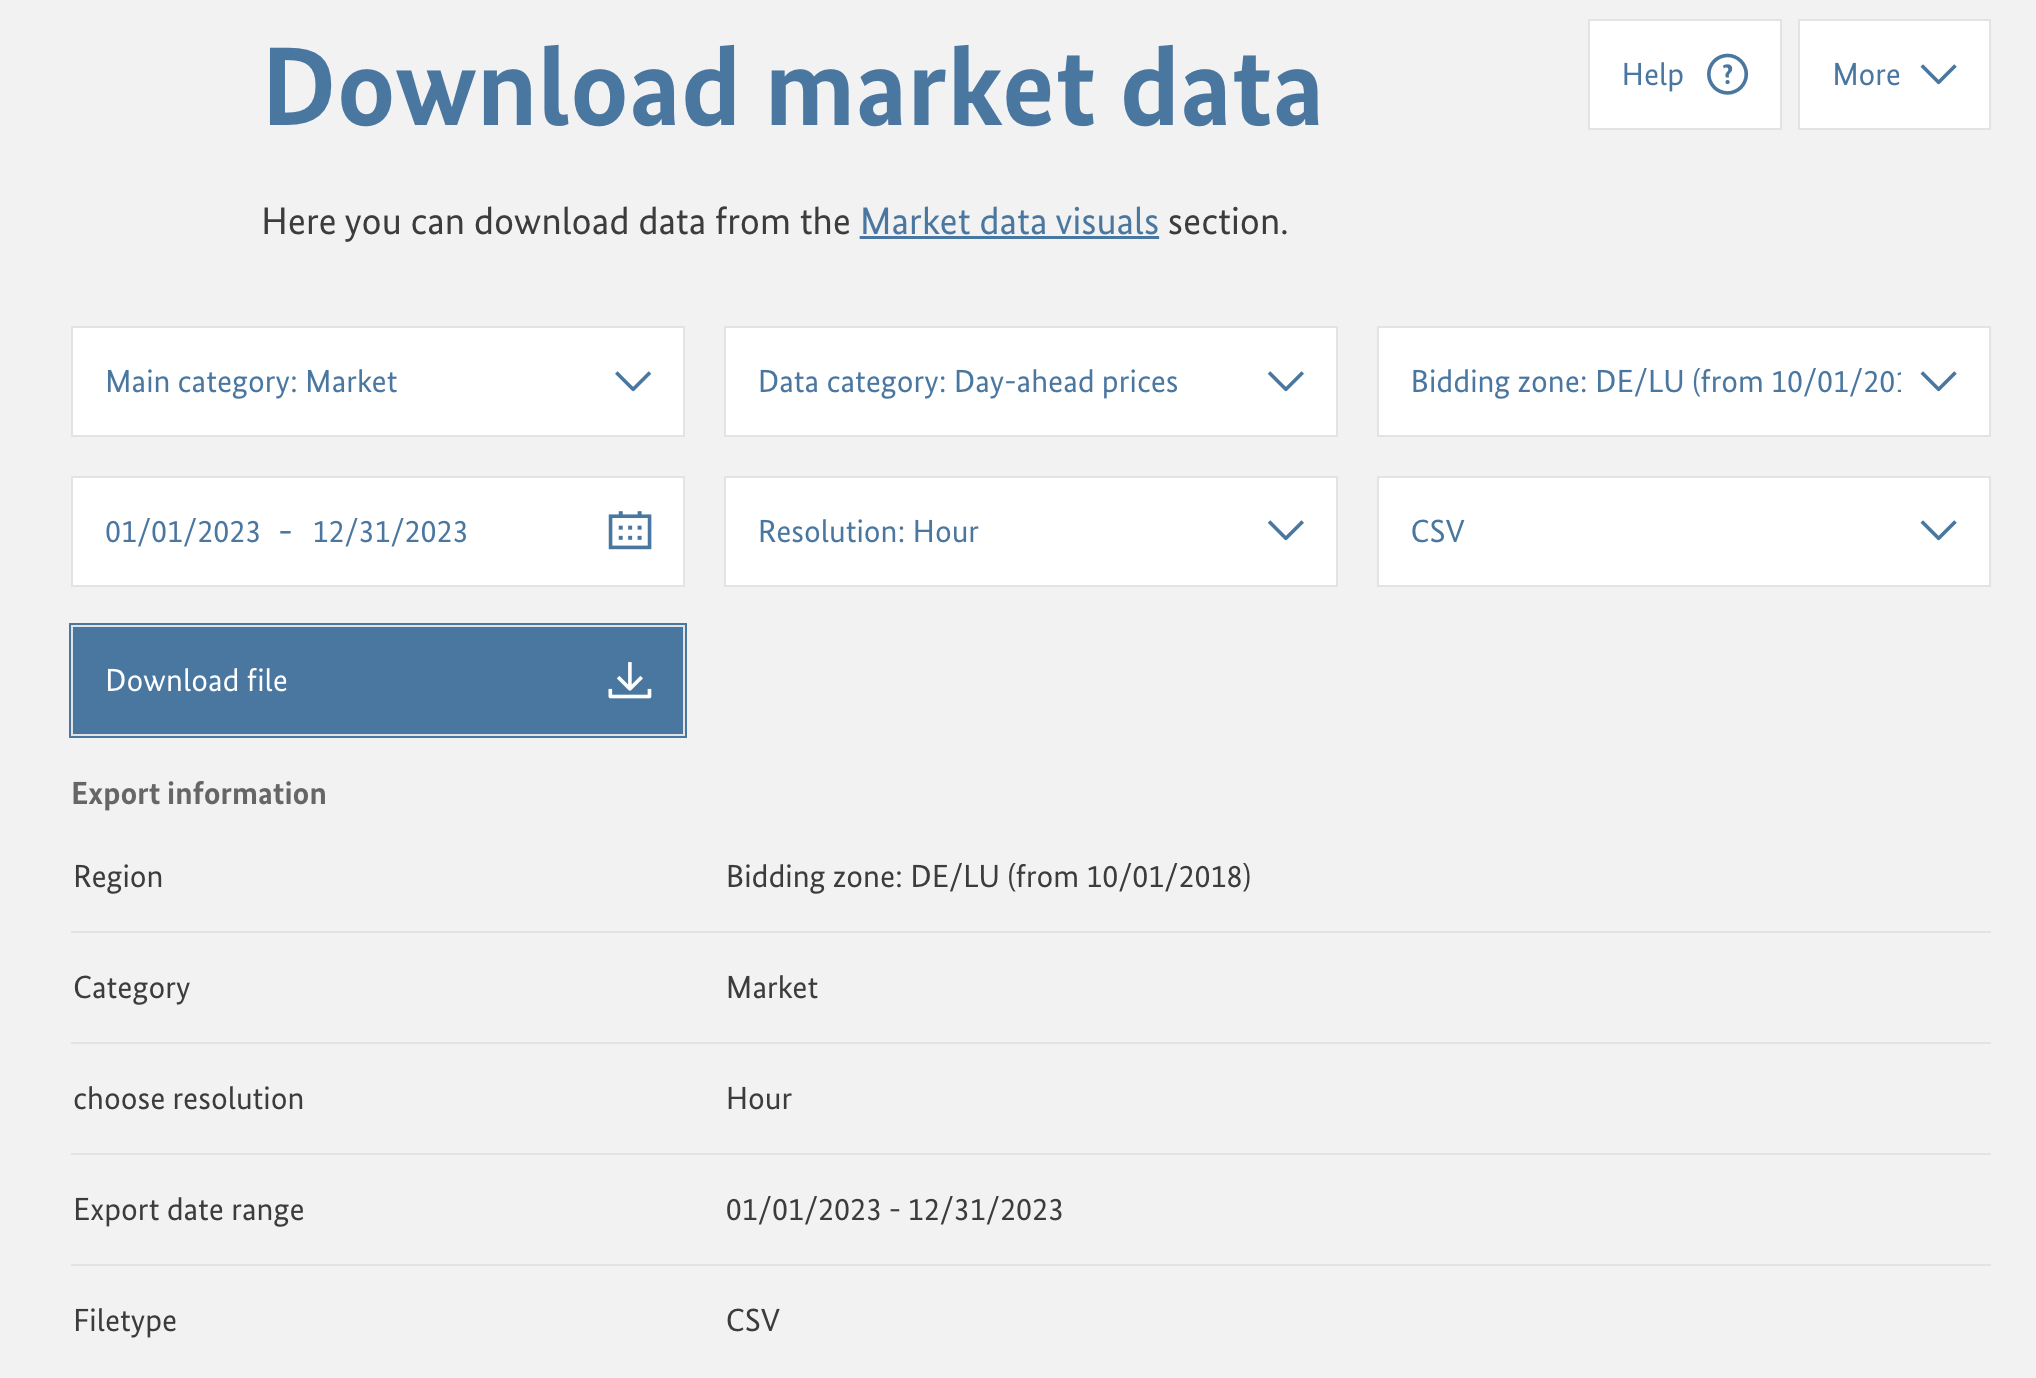 Download market data
Help ?
More
Here you can download data from the Market data visuals section.
Main category: Market
Data category: Day-ahead prices
Bidding zone: DE/LU (from 10/01/201
01/01/2023 - 12/31/2023
Resolution: Hour
CSV
Download file
Export information
Region Bidding zone: DE/LU (from 10/01/2018)
Category Market
choose resolution Hour
Export date range 01/01/2023 - 12/31/2023
Filetype CSV